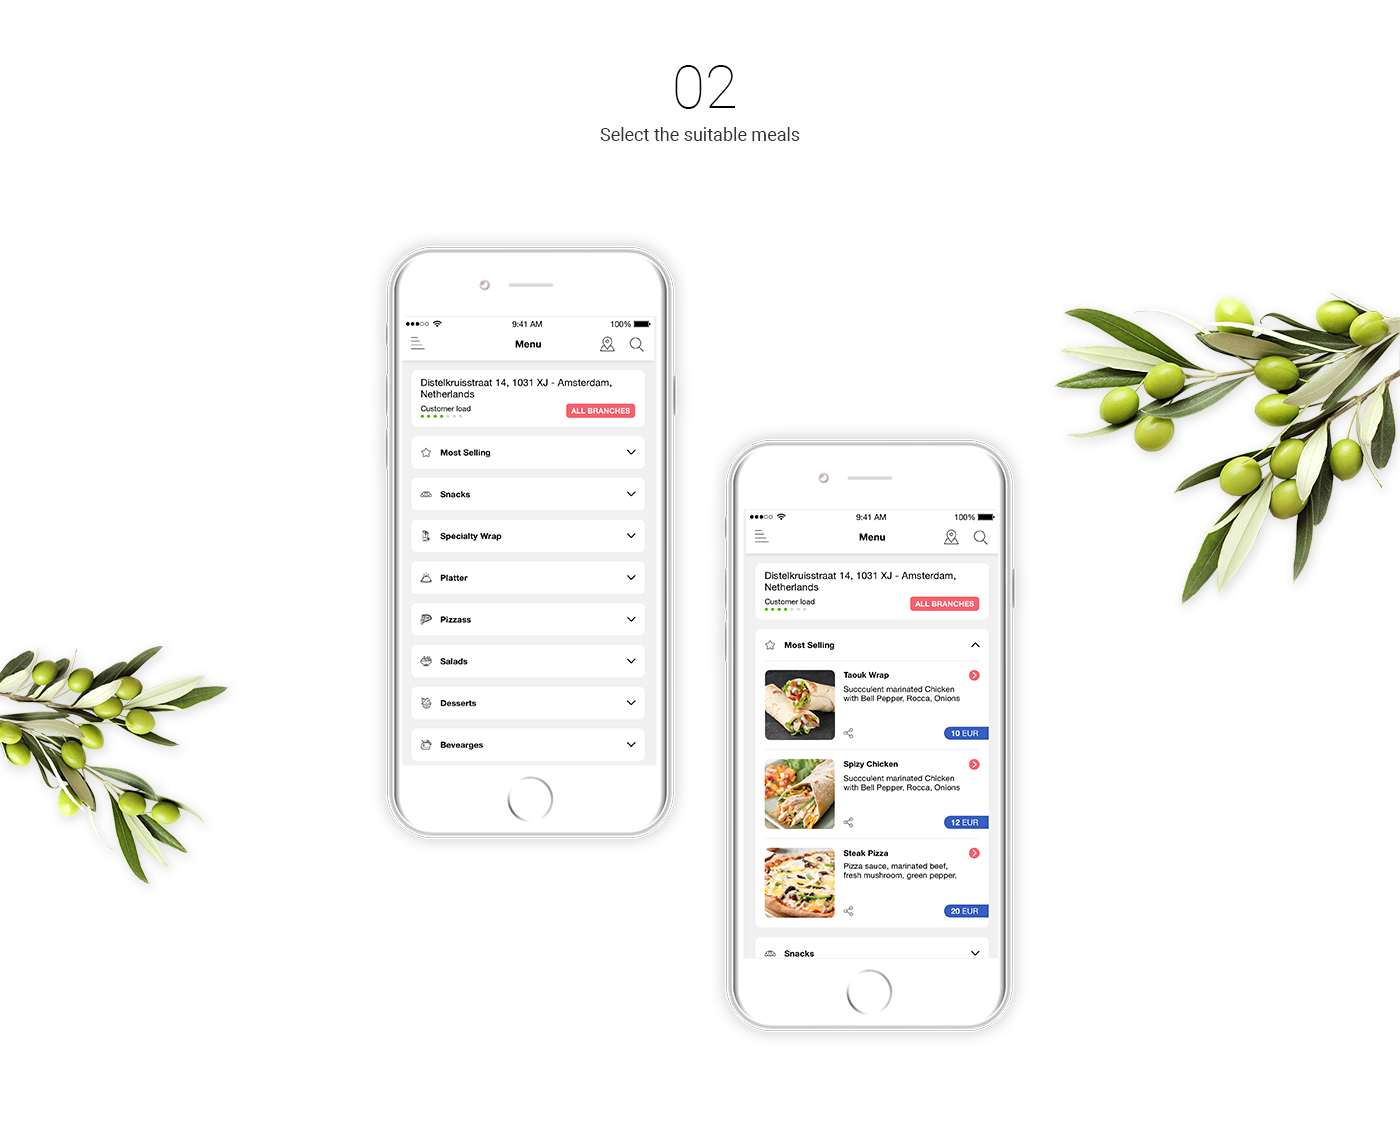 02
Select the suitable meals
9:41 AM
100%
Menu
Distelkruisstraat 14, 1031 XJ - Amsterdam,
Netherlands
Customer load
ALL BRANCHES
Most Selling
Snacks
Specialty Wrap
Platter
Pizzass
Salads
Desserts
Bevearges
9:41 AM
100%
Menu
Distelkruisstraat 14, 1031 XJ - Amsterdam,
Netherlands
Customer load
ALL BRANCHES
Most Selling
Taouk Wrap
Succculent marinated Chicken
with Bell Pepper, Rocca, Onions
10 EUR
Spizy Chicken
Succculent marinated Chicken
with Bell Pepper, Rocca, Onions
12 EUR
Steak Pizza
Pizza sauce, marinated beef,
fresh mushroom, green pepper,
20 EUR
Snacks